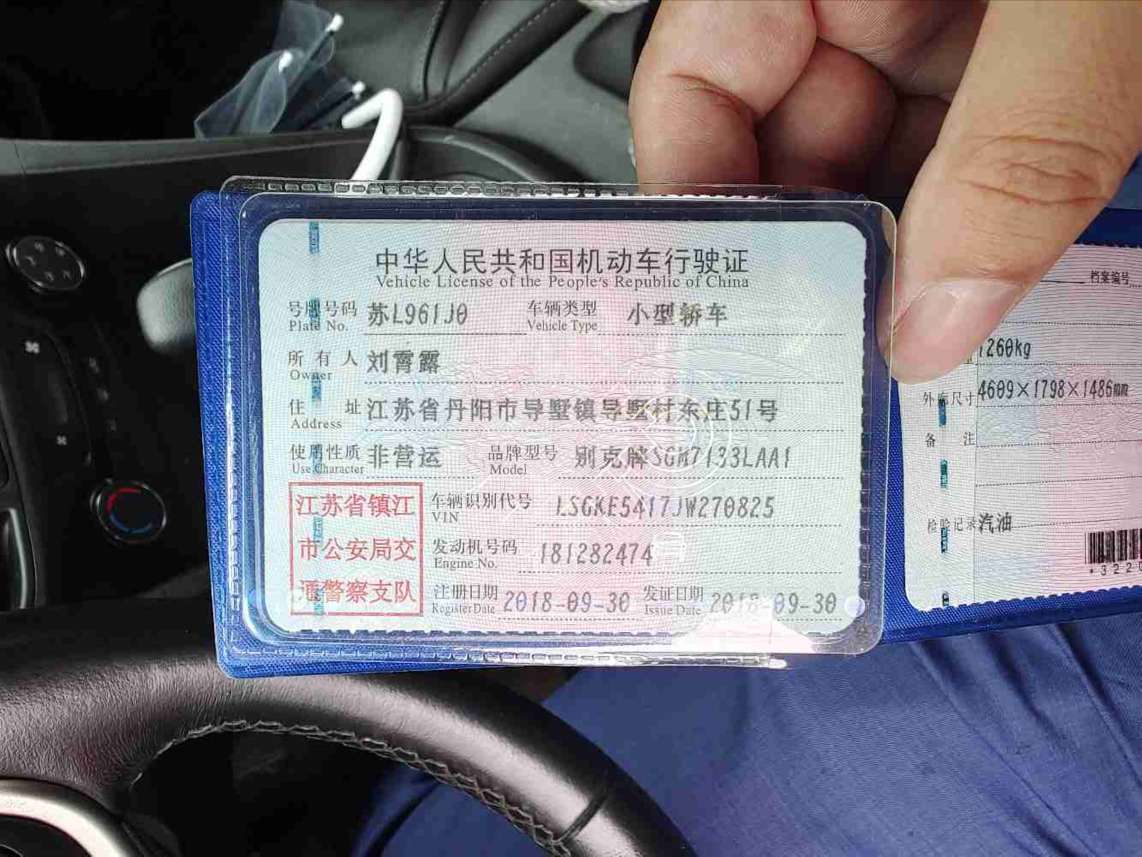 中华人民共和国机动车行驶证
Vehicle License of the People's Republic of China
号牌号码 苏L961J0 车辆类型 小型轿车
Plate No. Vehicle Type
所有人 刘霄露
Owner
住址 江苏省丹阳市导墅镇导墅村东庄51号
Address
使用性质 非营运 品牌型号 别克牌SGM7133LAA1
Use Character Model
江苏省镇江
市公安局交
通警察支队
车辆识别代号 LSGKE5417JW270825
VIN
发动机号码 181282474
Engine No.
注册日期 2018-09-30 发证日期 2018-09-30
Register Date Issue Date
档案编号
1260kg
外廓尺寸 4609×1798×1486mm
备注
检验记录 汽油
*3220